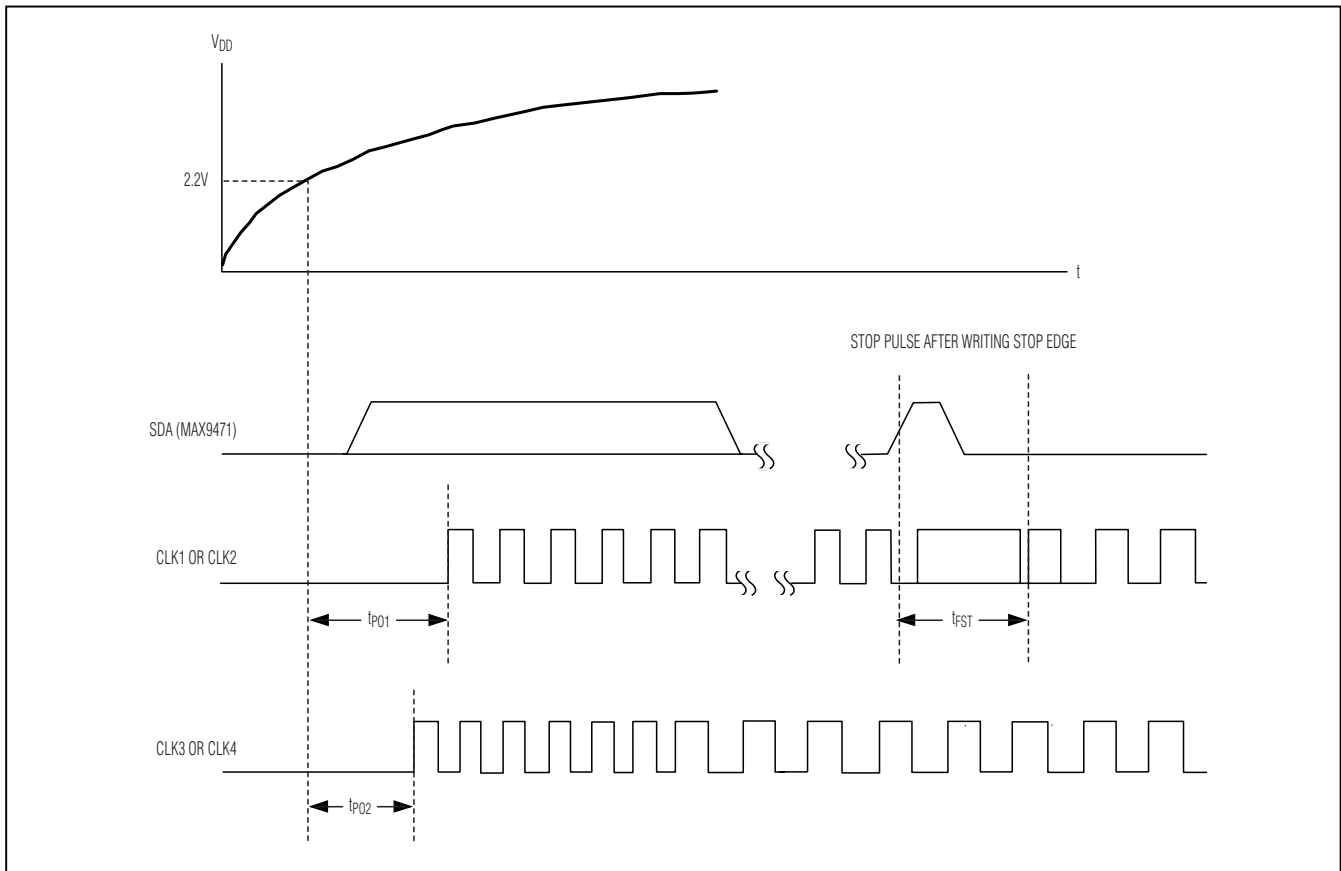 VDD
2.2V
t
STOP PULSE AFTER WRITING STOP EDGE
SDA (MAX9471)
CLK1 OR CLK2
tPO1
tFST
CLK3 OR CLK4
tPO2